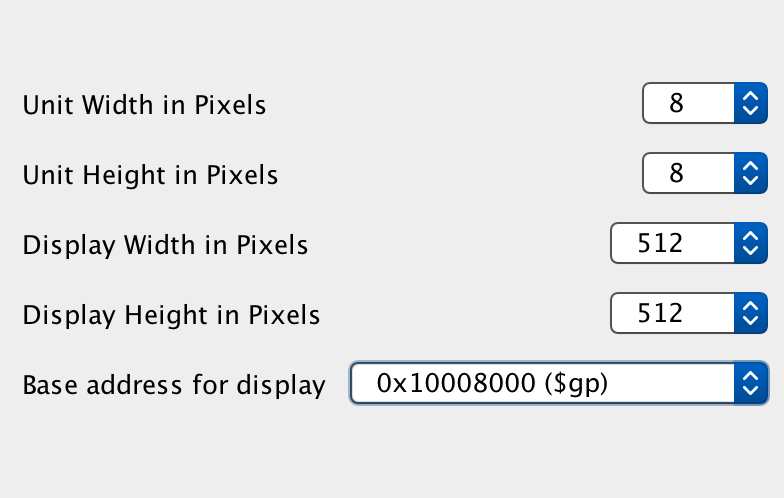 Unit Width in Pixels 8
Unit Height in Pixels 8
Display Width in Pixels 512
Display Height in Pixels 512
Base address for display 0x10008000 ($gp)